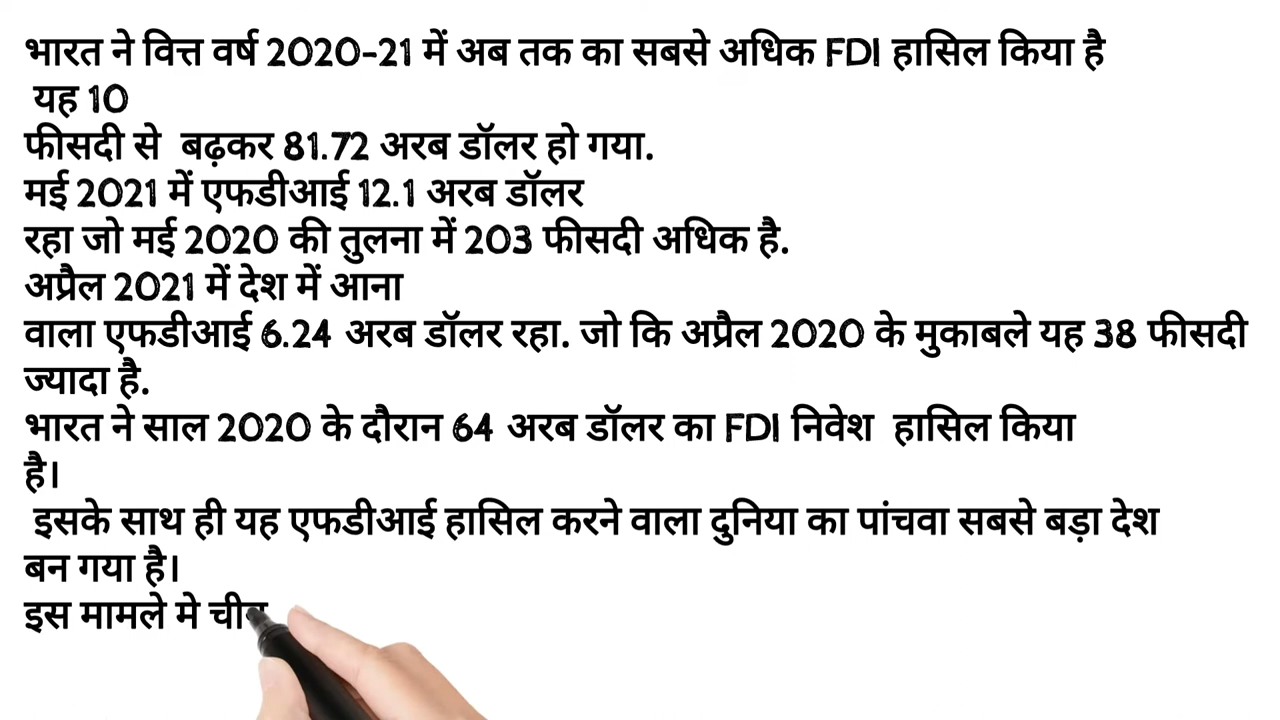 भारत ने वित्त वर्ष 2020-21 में अब तक का सबसे अधिक FDI हासिल किया है
यह 10
फीसदी से बढ़कर 81.72 अरब डॉलर हो गया.
मई 2021 में एफडीआई 12.1 अरब डॉलर
रहा जो मई 2020 की तुलना में 203 फीसदी अधिक है.
अप्रैल 2021 में देश में आना
वाला एफडीआई 6.24 अरब डॉलर रहा. जो कि अप्रैल 2020 के मुकाबले यह 38 फीसदी
ज्यादा है.
भारत ने साल 2020 के दौरान 64 अरब डॉलर का FDI निवेश हासिल किया
है।
इसके साथ ही यह एफडीआई हासिल करने वाला दुनिया का पांचवा सबसे बड़ा देश
बन गया है।
इस मामले मे